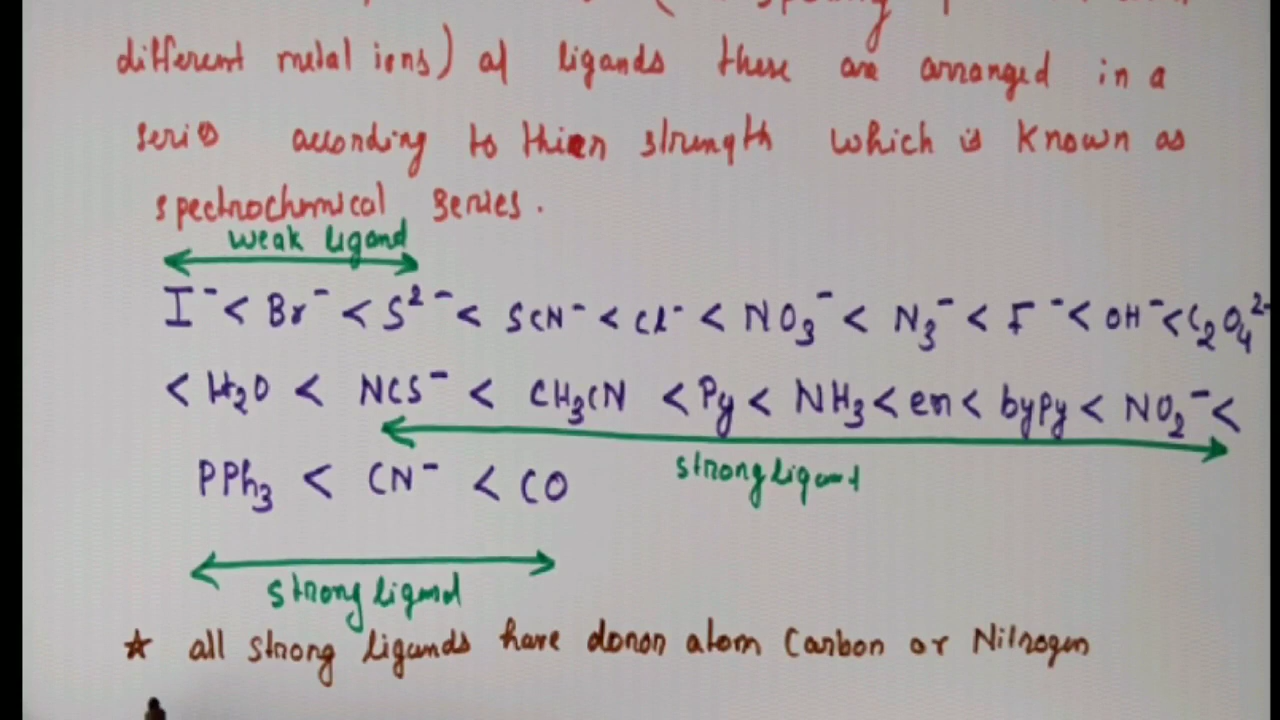 different metal ions) of ligands these are arranged in a
series according to thier strength which is known as
spectrochemical series.
weak ligand
I⁻ < Br⁻ < S²⁻ < SCN⁻ < Cl⁻ < NO₃⁻ < N₃⁻ < F⁻ < OH⁻ < C₂O₄²⁻
< H₂O < NCS⁻ < CH₃CN < Py < NH₃ < en < bypy < NO₂⁻ <
strong ligand
PPh₃ < CN⁻ < CO
strong ligand
★ all strong ligands have donor atom Carbon or Nitrogen